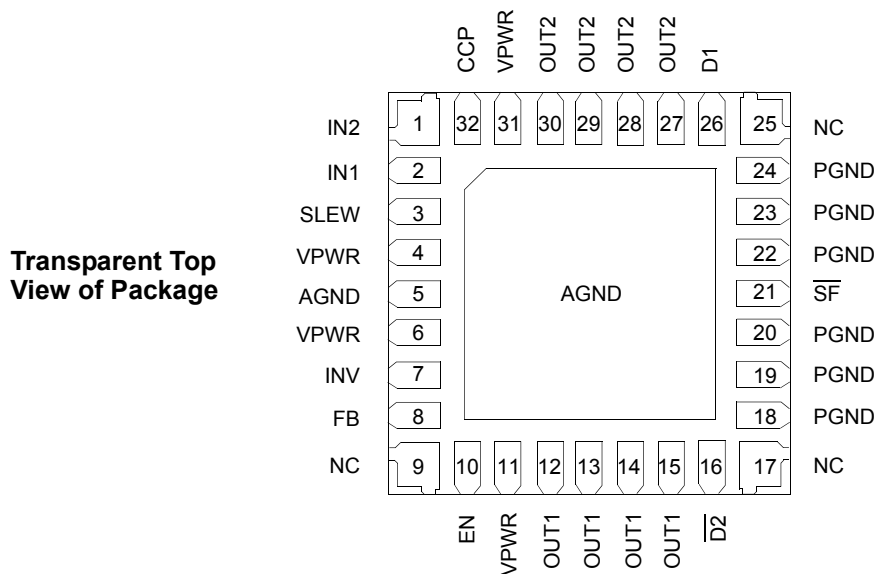 CCP VPWR OUT2 OUT2 OUT2 OUT2 D1
IN2 1 32 31 30 29 28 27 26 25 NC
IN1 2 24 PGND
SLEW 3 23 PGND
VPWR 4 22 PGND
Transparent Top
View of Package
AGND 5 AGND 21 S̅F̅
VPWR 6 20 PGND
INV 7 19 PGND
FB 8 18 PGND
NC 9 10 11 12 13 14 15 16 17 NC
EN VPWR OUT1 OUT1 OUT1 OUT1 D̅2̅